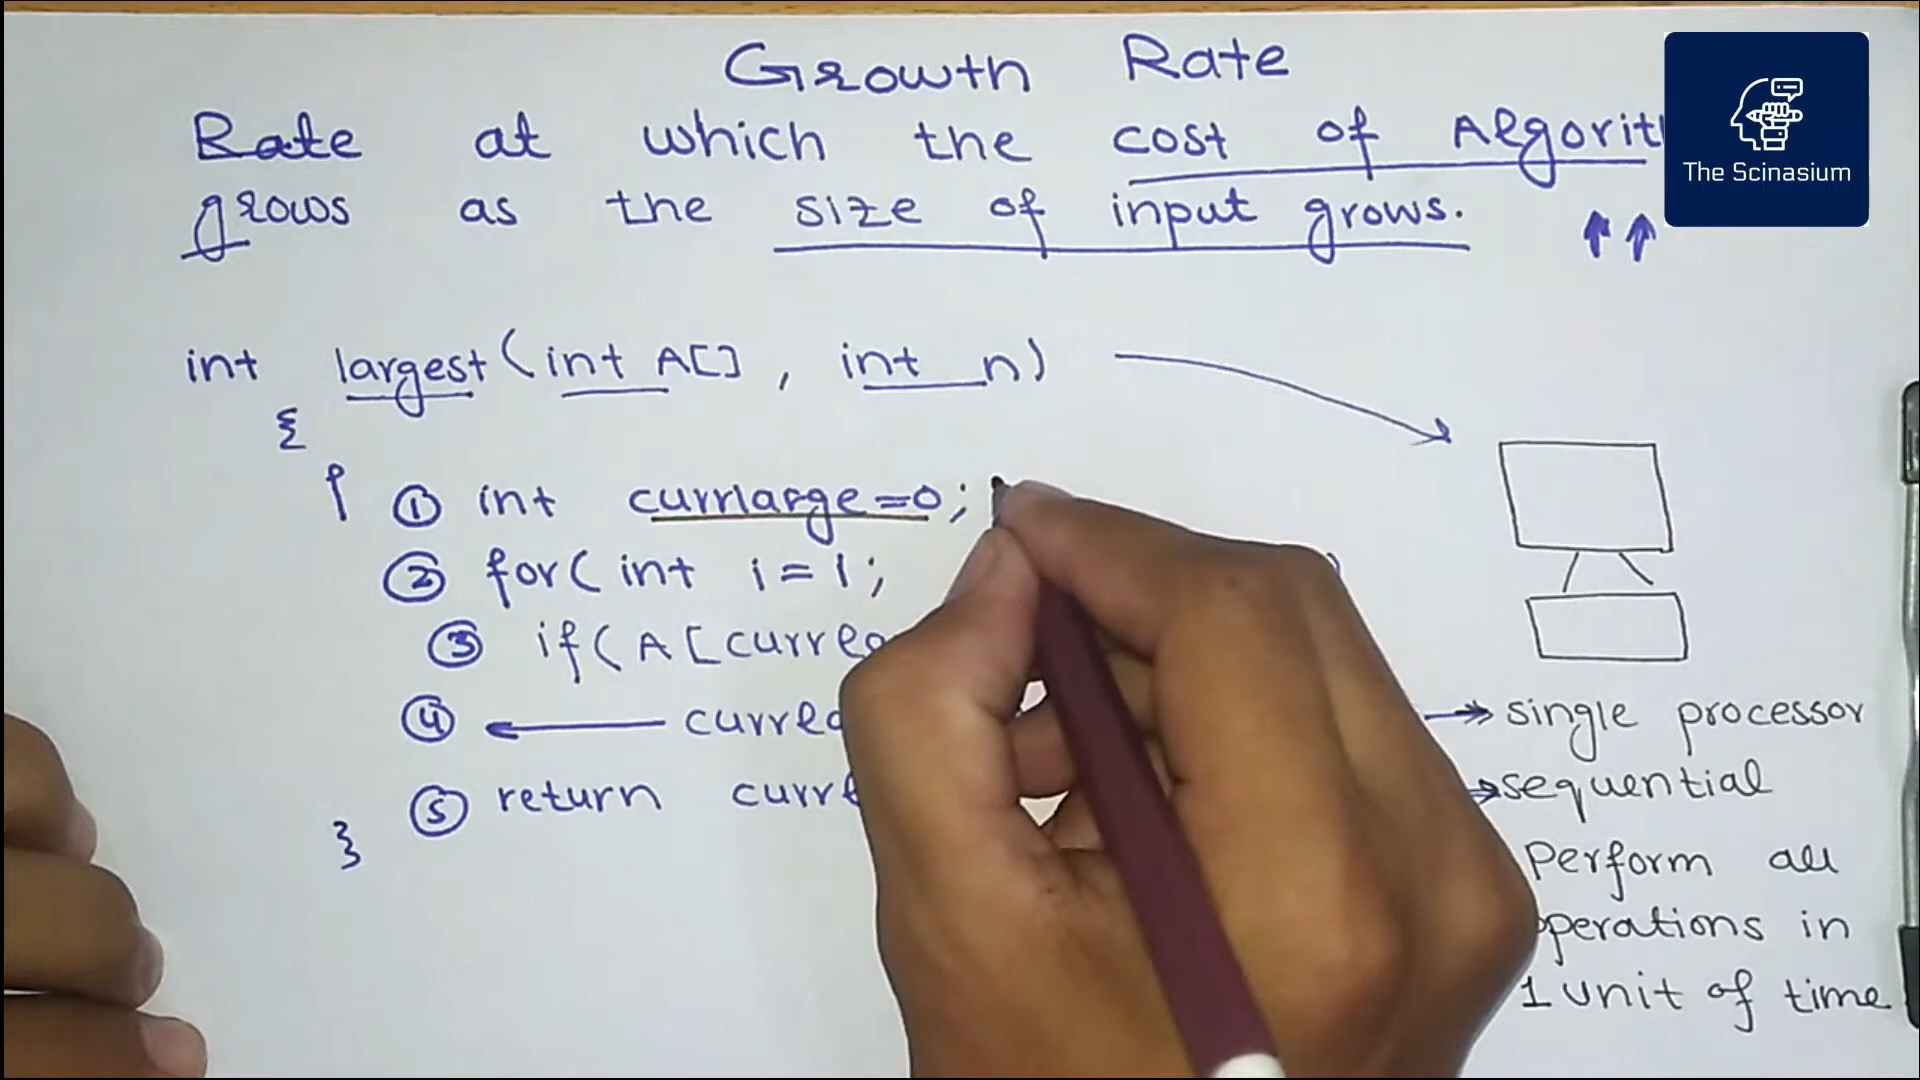 Growth Rate
Rate at which the cost of Algorit
grows as the size of input grows.
The Scinasium
int largest(int A[] , int n)
{
① int currlarge=0;
② for( int i=1; )
③ if( A[curr
④ curr
⑤ return curr
}
single processor
sequential
Perform all
operations in
1 unit of time